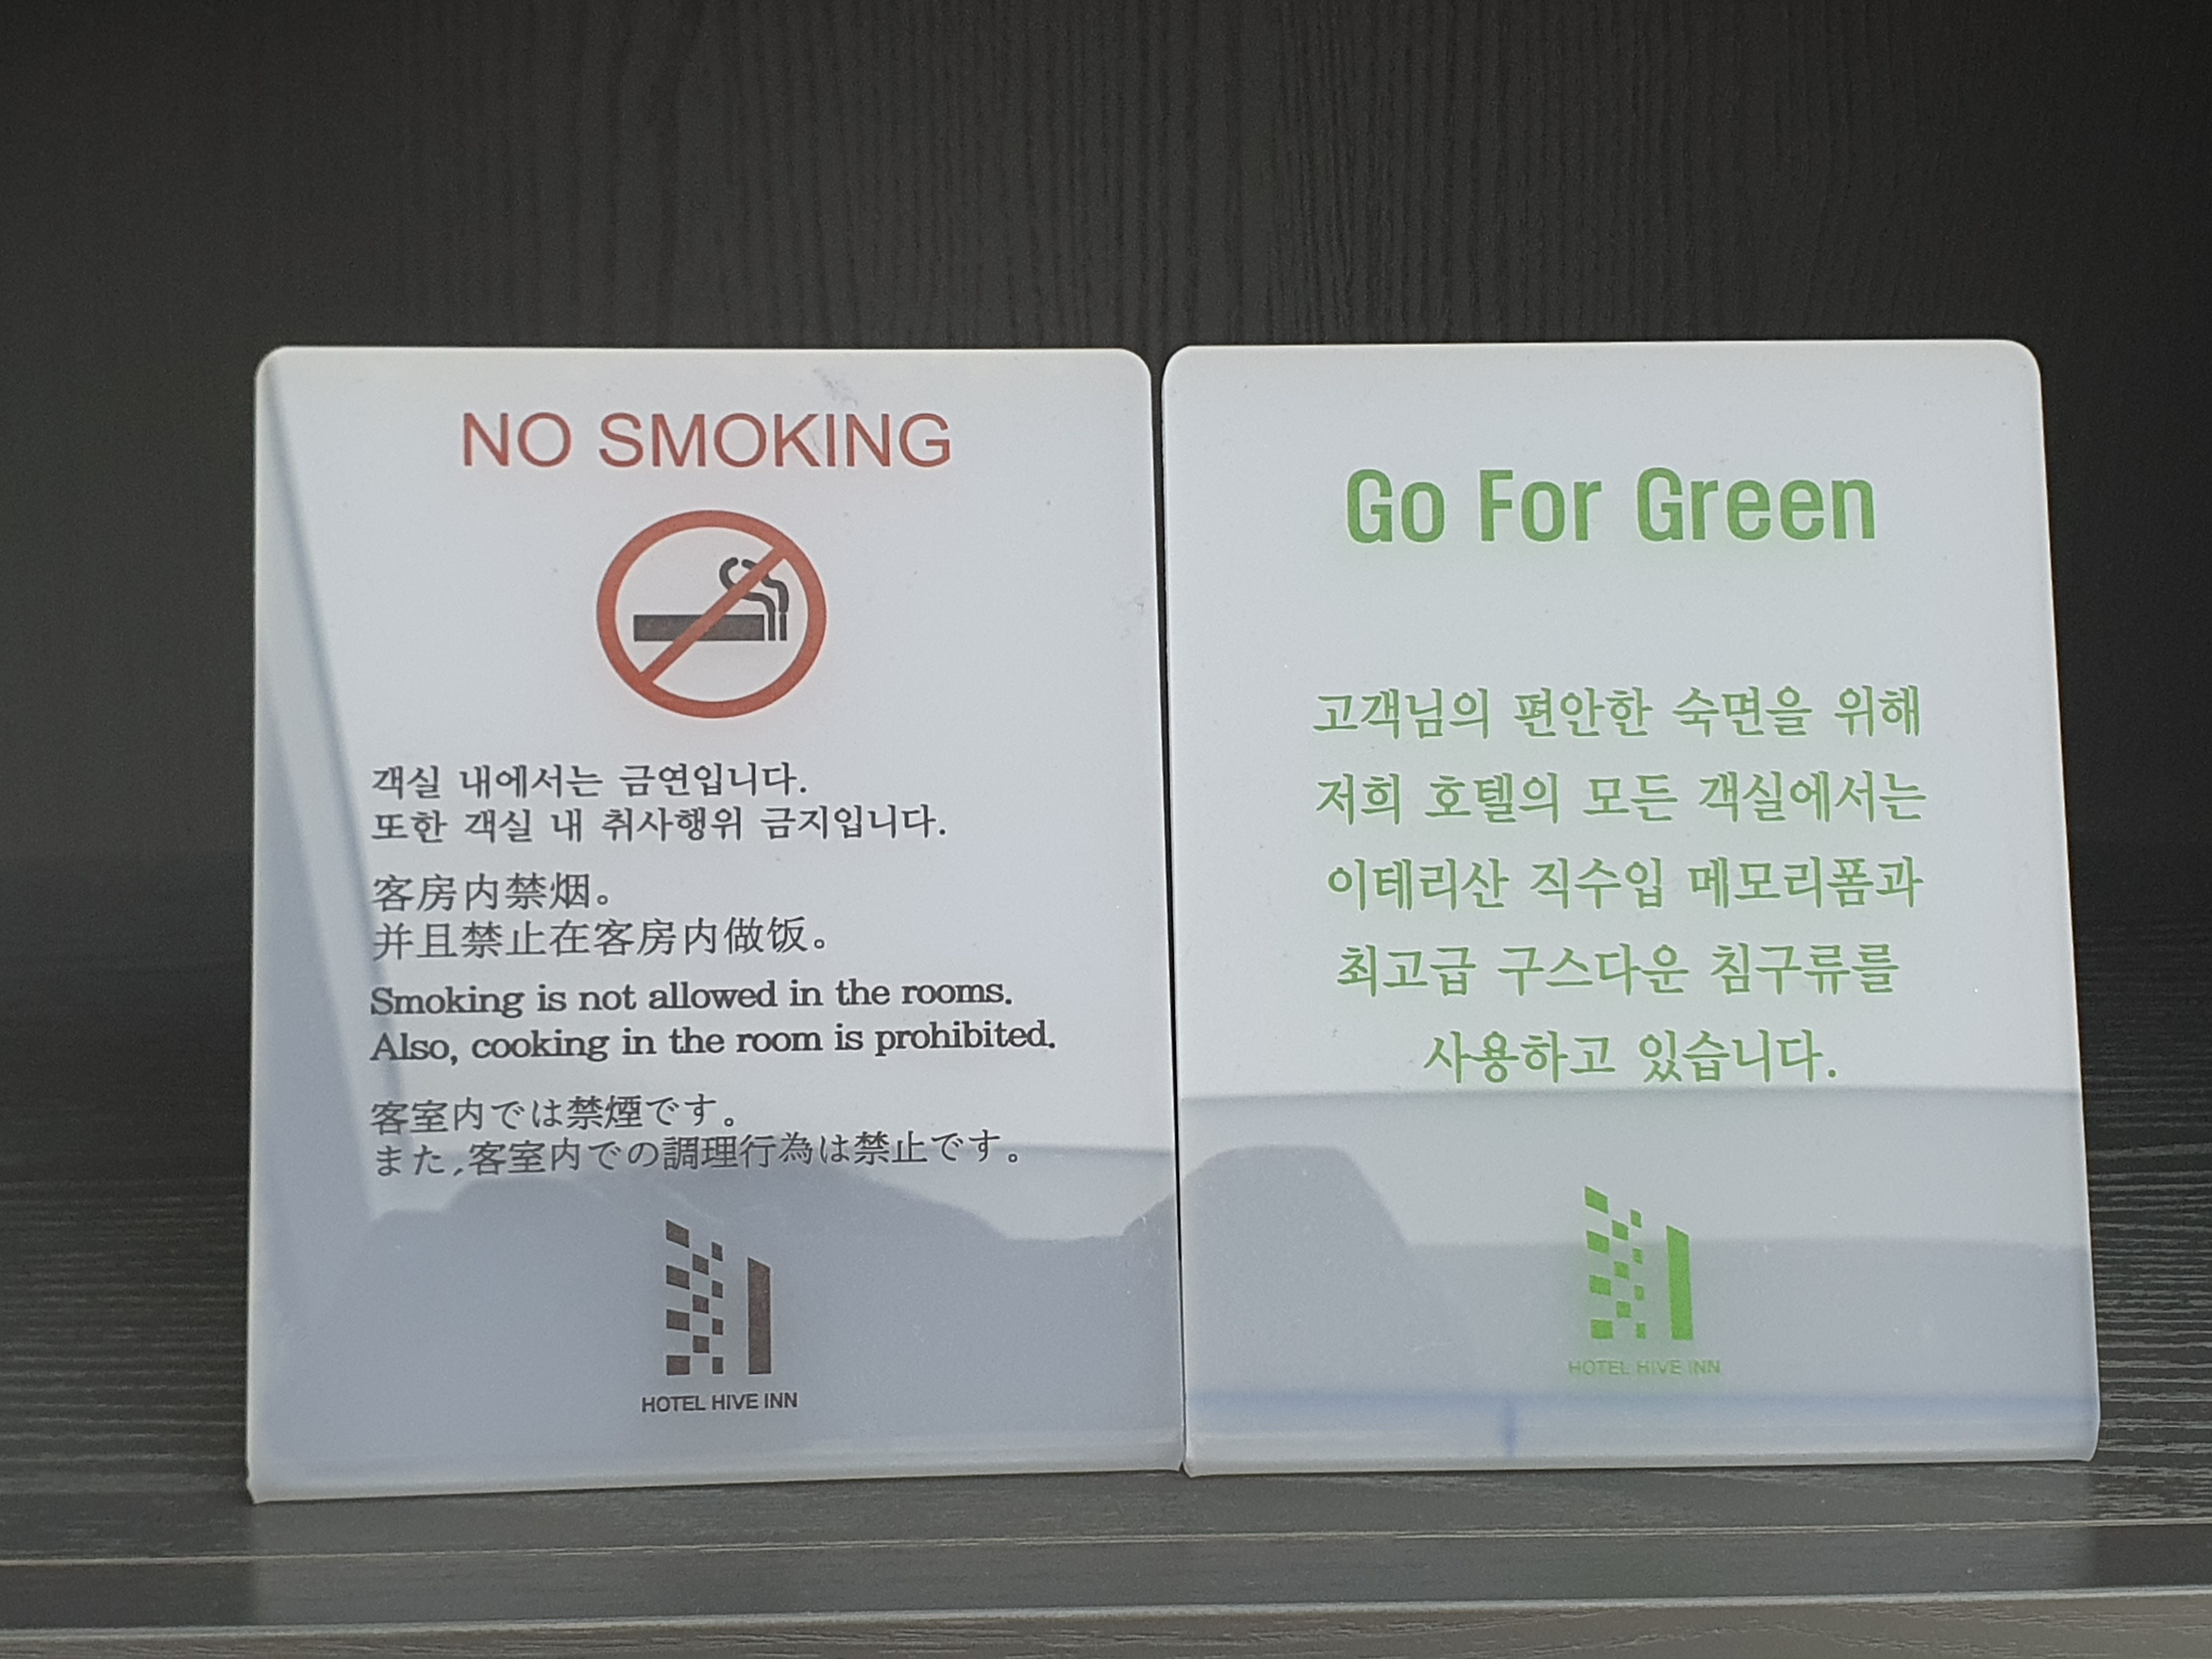 NO SMOKING
객실 내에서는 금연입니다.
또한 객실 내 취사행위 금지입니다.
客房内禁烟。
并且禁止在客房内做饭。
Smoking is not allowed in the rooms.
Also, cooking in the room is prohibited.
客室内では禁煙です。
また,客室内での調理行為は禁止です。
HOTEL HIVE INN
Go For Green
고객님의 편안한 숙면을 위해
저희 호텔의 모든 객실에서는
이테리산 직수입 메모리폼과
최고급 구스다운 침구류를
사용하고 있습니다.
HOTEL HIVE INN